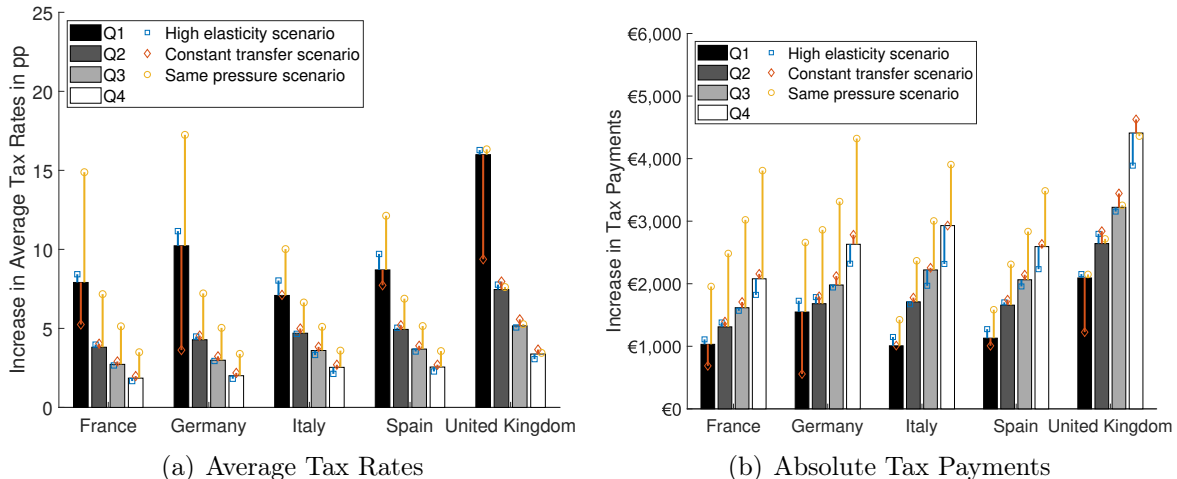 25
20
15
10
5
0
Increase in Average Tax Rates in pp
Q1
Q2
Q3
Q4
High elasticity scenario
Constant transfer scenario
Same pressure scenario
France
Germany
Italy
Spain
United Kingdom
(a) Average Tax Rates
€6,000
€5,000
€4,000
€3,000
€2,000
€1,000
€0
Increase in Tax Payments
Q1
Q2
Q3
Q4
High elasticity scenario
Constant transfer scenario
Same pressure scenario
France
Germany
Italy
Spain
United Kingdom
(b) Absolute Tax Payments